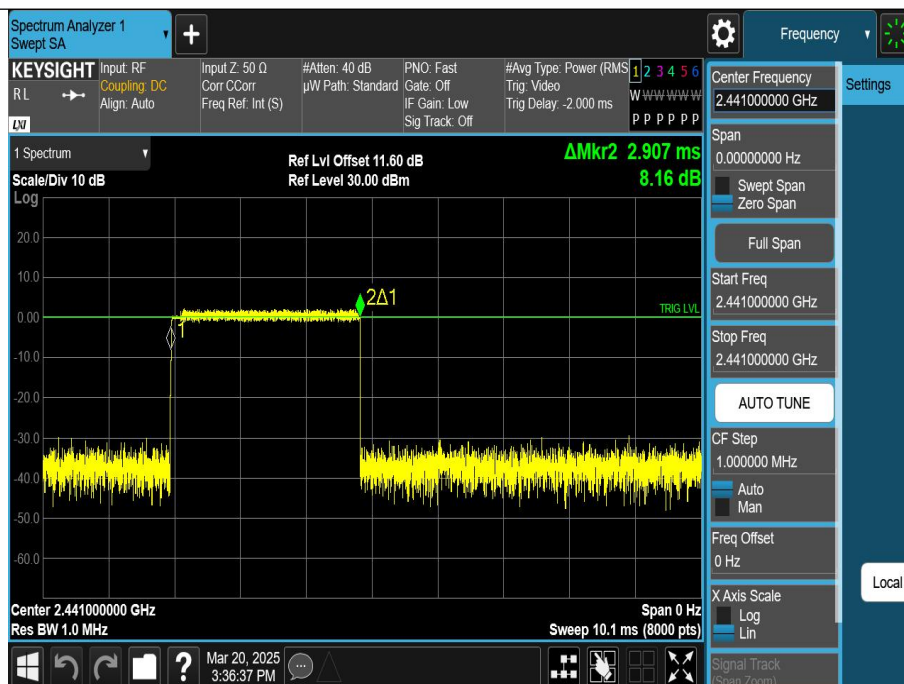 Spectrum Analyzer 1
Swept SA
+
Frequency
KEYSIGHT
RL
LXI
Input: RF
Coupling: DC
Align: Auto
Input Z: 50 Ω
Corr CCorr
Freq Ref: Int (S)
#Atten: 40 dB
µW Path: Standard
PNO: Fast
Gate: Off
IF Gain: Low
Sig Track: Off
#Avg Type: Power (RMS
Trig: Video
Trig Delay: -2.000 ms
1 2 3 4 5 6
W W W W W W
P P P P P P
1 Spectrum
Scale/Div 10 dB
Log
Ref Lvl Offset 11.60 dB
Ref Level 30.00 dBm
ΔMkr2 2.907 ms
8.16 dB
20.0
10.0
0.00
-10.0
-20.0
-30.0
-40.0
-50.0
-60.0
1
2Δ1
TRIG LVL
Center 2.441000000 GHz
Res BW 1.0 MHz
Span 0 Hz
Sweep 10.1 ms (8000 pts)
Center Frequency
2.441000000 GHz
Span
0.00000000 Hz
Swept Span
Zero Span
Full Span
Start Freq
2.441000000 GHz
Stop Freq
2.441000000 GHz
AUTO TUNE
CF Step
1.000000 MHz
Auto
Man
Freq Offset
0 Hz
X Axis Scale
Log
Lin
Signal Track
(Span Zoom)
Settings
Local
?
Mar 20, 2025
3:36:37 PM